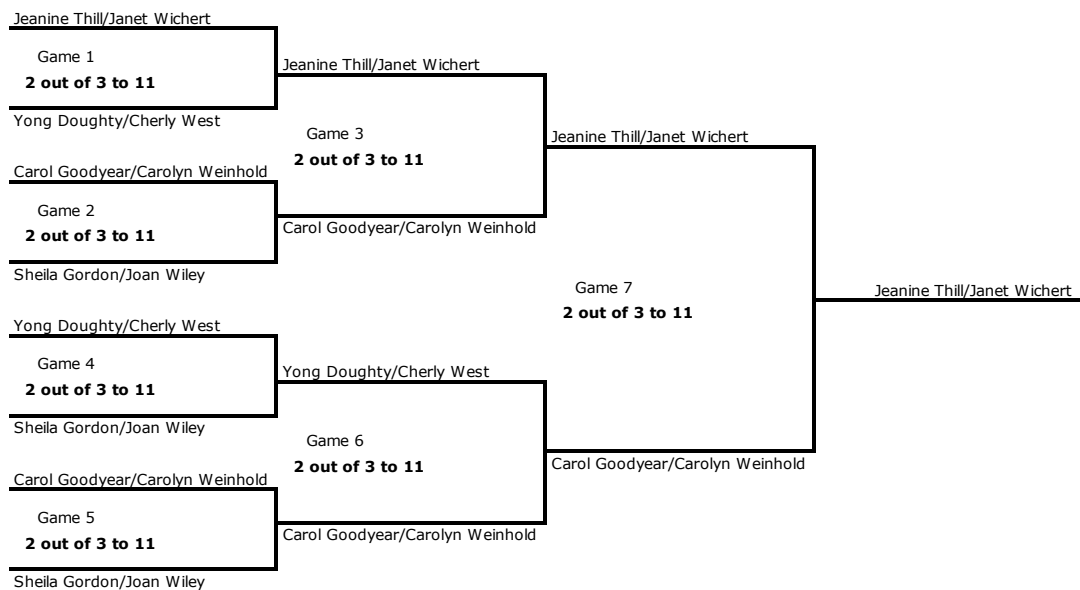 Jeanine Thill/Janet Wichert
Game 1
2 out of 3 to 11
Yong Doughty/Cherly West
Carol Goodyear/Carolyn Weinhold
Game 2
2 out of 3 to 11
Sheila Gordon/Joan Wiley
Yong Doughty/Cherly West
Game 4
2 out of 3 to 11
Sheila Gordon/Joan Wiley
Carol Goodyear/Carolyn Weinhold
Game 5
2 out of 3 to 11
Sheila Gordon/Joan Wiley
Jeanine Thill/Janet Wichert
Game 3
2 out of 3 to 11
Carol Goodyear/Carolyn Weinhold
Yong Doughty/Cherly West
Game 6
2 out of 3 to 11
Carol Goodyear/Carolyn Weinhold
Jeanine Thill/Janet Wichert
Game 7
2 out of 3 to 11
Carol Goodyear/Carolyn Weinhold
Jeanine Thill/Janet Wichert